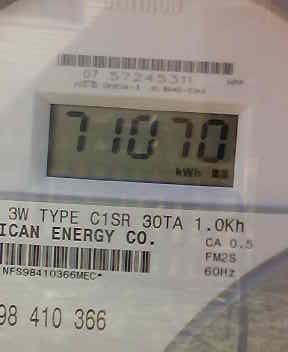 07 57245311
71070
kWh
3W TYPE C1SR 30TA 1.0Kh
ICAN ENERGY CO.
CA 0.5
FM2S
NFS98410366MEC*
60Hz
98 410 366